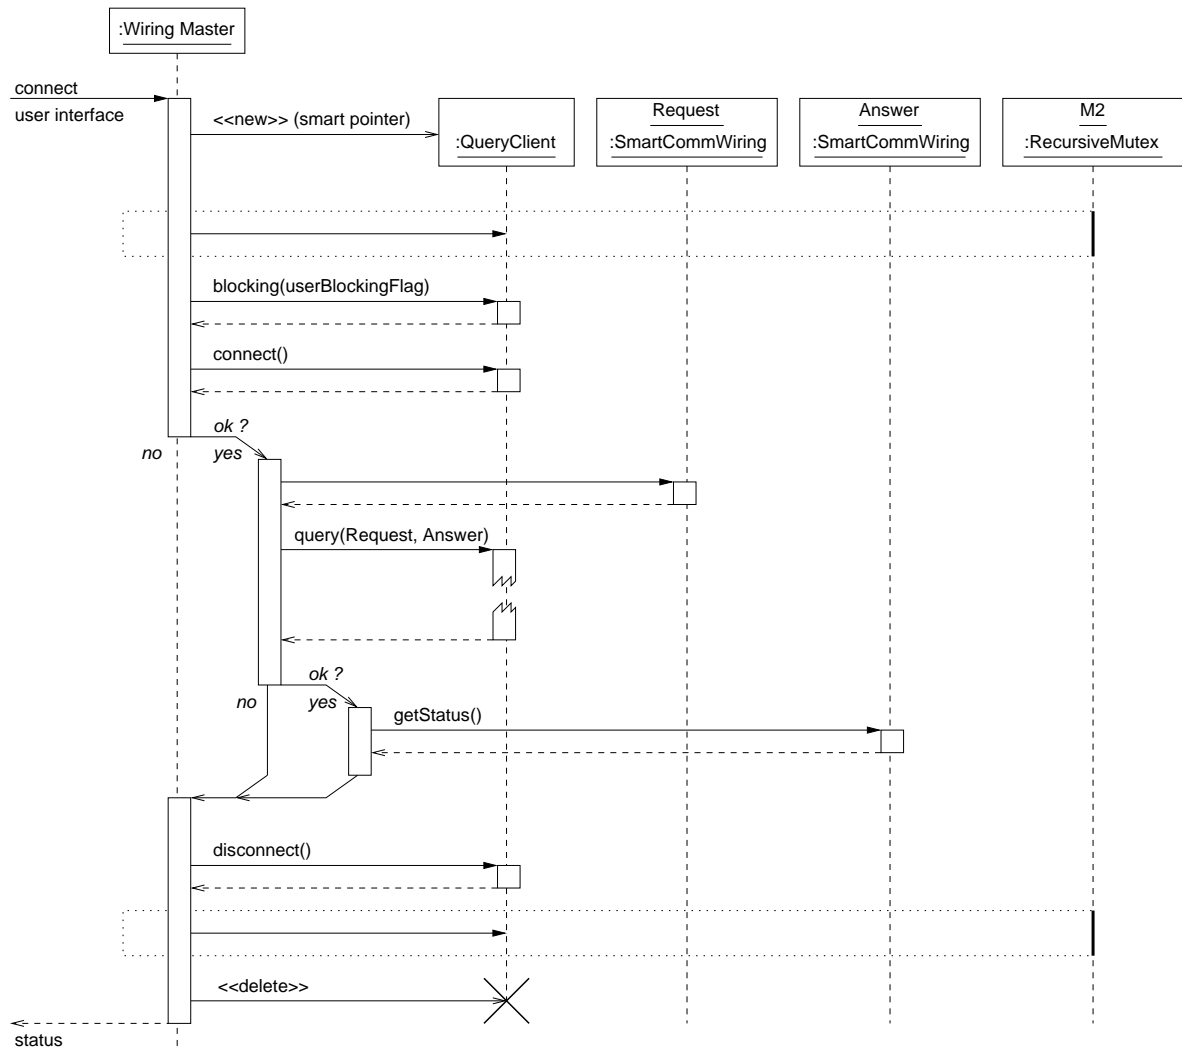 :Wiring Master
connect
user interface
<<new>> (smart pointer)
:QueryClient
Request
:SmartCommWiring
Answer
:SmartCommWiring
M2
:RecursiveMutex
blocking(userBlockingFlag)
connect()
ok ?
no
yes
query(Request, Answer)
ok ?
no
yes
getStatus()
disconnect()
<<delete>>
status